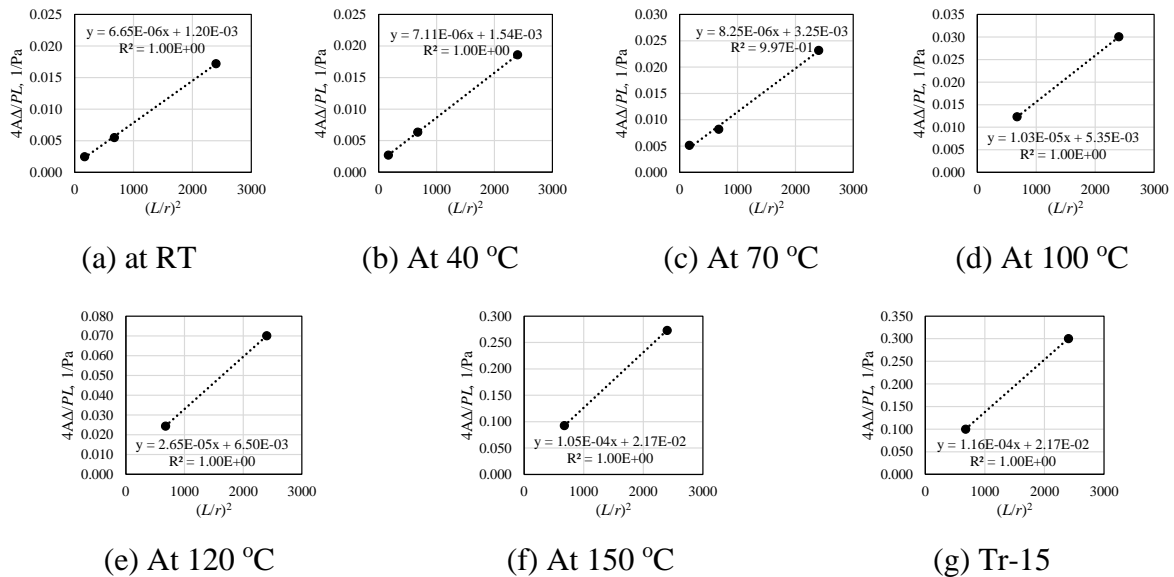 y = 6.65E-06x + 1.20E-03
R² = 1.00E+00
0.025
0.020
0.015
0.010
0.005
0.000
4AΔ/PL, 1/Pa
0 1000 2000 3000
(L/r)²
(a) at RT
y = 7.11E-06x + 1.54E-03
R² = 1.00E+00
0.025
0.020
0.015
0.010
0.005
0.000
4AΔ/PL, 1/Pa
0 1000 2000 3000
(L/r)²
(b) At 40 °C
y = 8.25E-06x + 3.25E-03
R² = 9.97E-01
0.030
0.025
0.020
0.015
0.010
0.005
0.000
4AΔ/PL, 1/Pa
0 1000 2000 3000
(L/r)²
(c) At 70 °C
0.035
0.030
0.025
0.020
0.015
0.010
0.005
0.000
4AΔ/PL, 1/Pa
y = 1.03E-05x + 5.35E-03
R² = 1.00E+00
0 1000 2000 3000
(L/r)²
(d) At 100 °C
0.080
0.070
0.060
0.050
0.040
0.030
0.020
0.010
0.000
4AΔ/PL, 1/Pa
y = 2.65E-05x + 6.50E-03
R² = 1.00E+00
0 1000 2000 3000
(L/r)²
(e) At 120 °C
0.300
0.250
0.200
0.150
0.100
0.050
0.000
4AΔ/PL, 1/Pa
y = 1.05E-04x + 2.17E-02
R² = 1.00E+00
0 1000 2000 3000
(L/r)²
(f) At 150 °C
0.350
0.300
0.250
0.200
0.150
0.100
0.050
0.000
4AΔ/PL, 1/Pa
y = 1.16E-04x + 2.17E-02
R² = 1.00E+00
0 1000 2000 3000
(L/r)²
(g) Tr-15